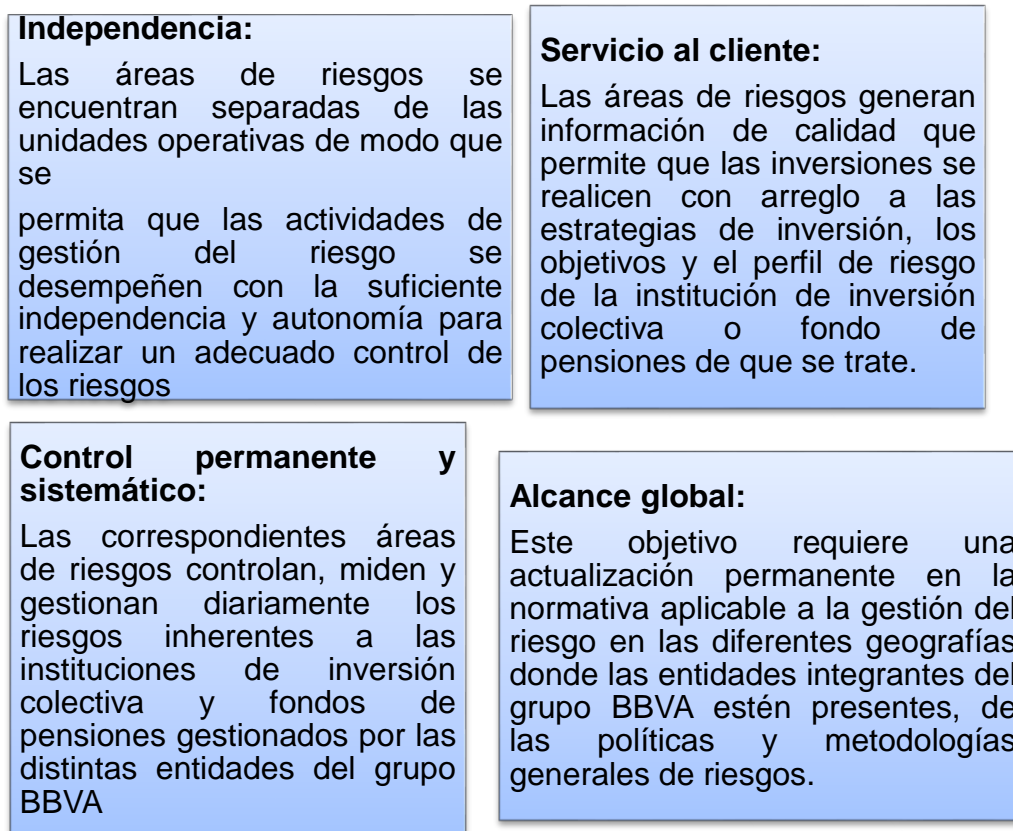 Independencia:
Las áreas de riesgos se
encuentran separadas de las
unidades operativas de modo que
se
permita que las actividades de
gestión del riesgo se
desempeñen con la suficiente
independencia y autonomía para
realizar un adecuado control de
los riesgos
Servicio al cliente:
Las áreas de riesgos generan
información de calidad que
permite que las inversiones se
realicen con arreglo a las
estrategias de inversión, los
objetivos y el perfil de riesgo
de la institución de inversión
colectiva o fondo de
pensiones de que se trate.
Control permanente y
sistemático:
Las correspondientes áreas
de riesgos controlan, miden y
gestionan diariamente los
riesgos inherentes a las
instituciones de inversión
colectiva y fondos de
pensiones gestionados por las
distintas entidades del grupo
BBVA
Alcance global:
Este objetivo requiere una
actualización permanente en la
normativa aplicable a la gestión del
riesgo en las diferentes geografías
donde las entidades integrantes del
grupo BBVA estén presentes, de
las políticas y metodologías
generales de riesgos.